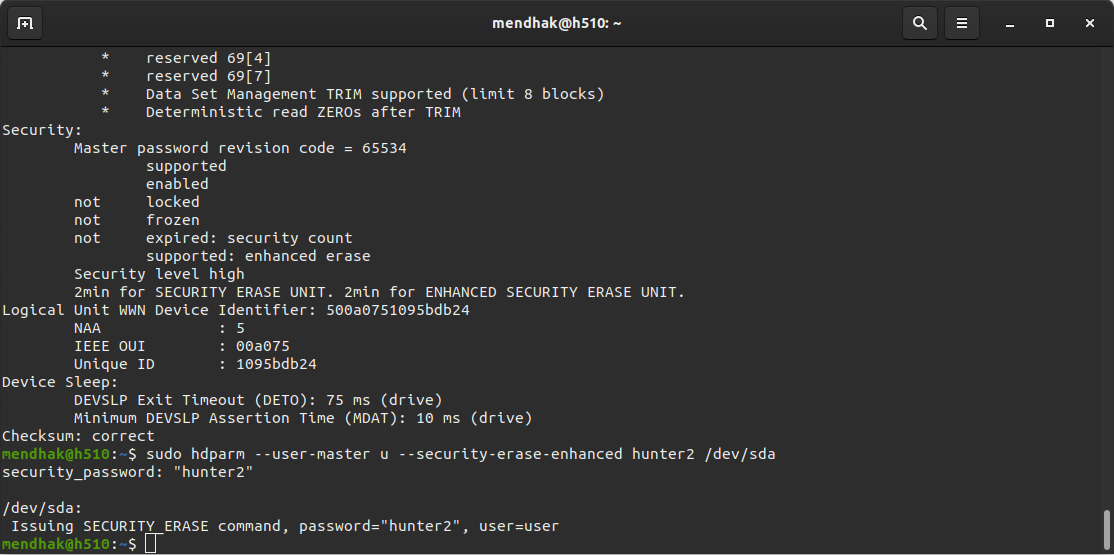 mendhak@h510: ~
* reserved 69[4]
* reserved 69[7]
* Data Set Management TRIM supported (limit 8 blocks)
* Deterministic read ZEROs after TRIM
Security:
Master password revision code = 65534
supported
enabled
not locked
not frozen
not expired: security count
supported: enhanced erase
Security level high
2min for SECURITY ERASE UNIT. 2min for ENHANCED SECURITY ERASE UNIT.
Logical Unit WWN Device Identifier: 500a0751095bdb24
NAA : 5
IEEE OUI : 00a075
Unique ID : 1095bdb24
Device Sleep:
DEVSLP Exit Timeout (DETO): 75 ms (drive)
Minimum DEVSLP Assertion Time (MDAT): 10 ms (drive)
Checksum: correct
mendhak@h510:~$ sudo hdparm --user-master u --security-erase-enhanced hunter2 /dev/sda
security_password: "hunter2"
/dev/sda:
Issuing SECURITY_ERASE command, password="hunter2", user=user
mendhak@h510:~$